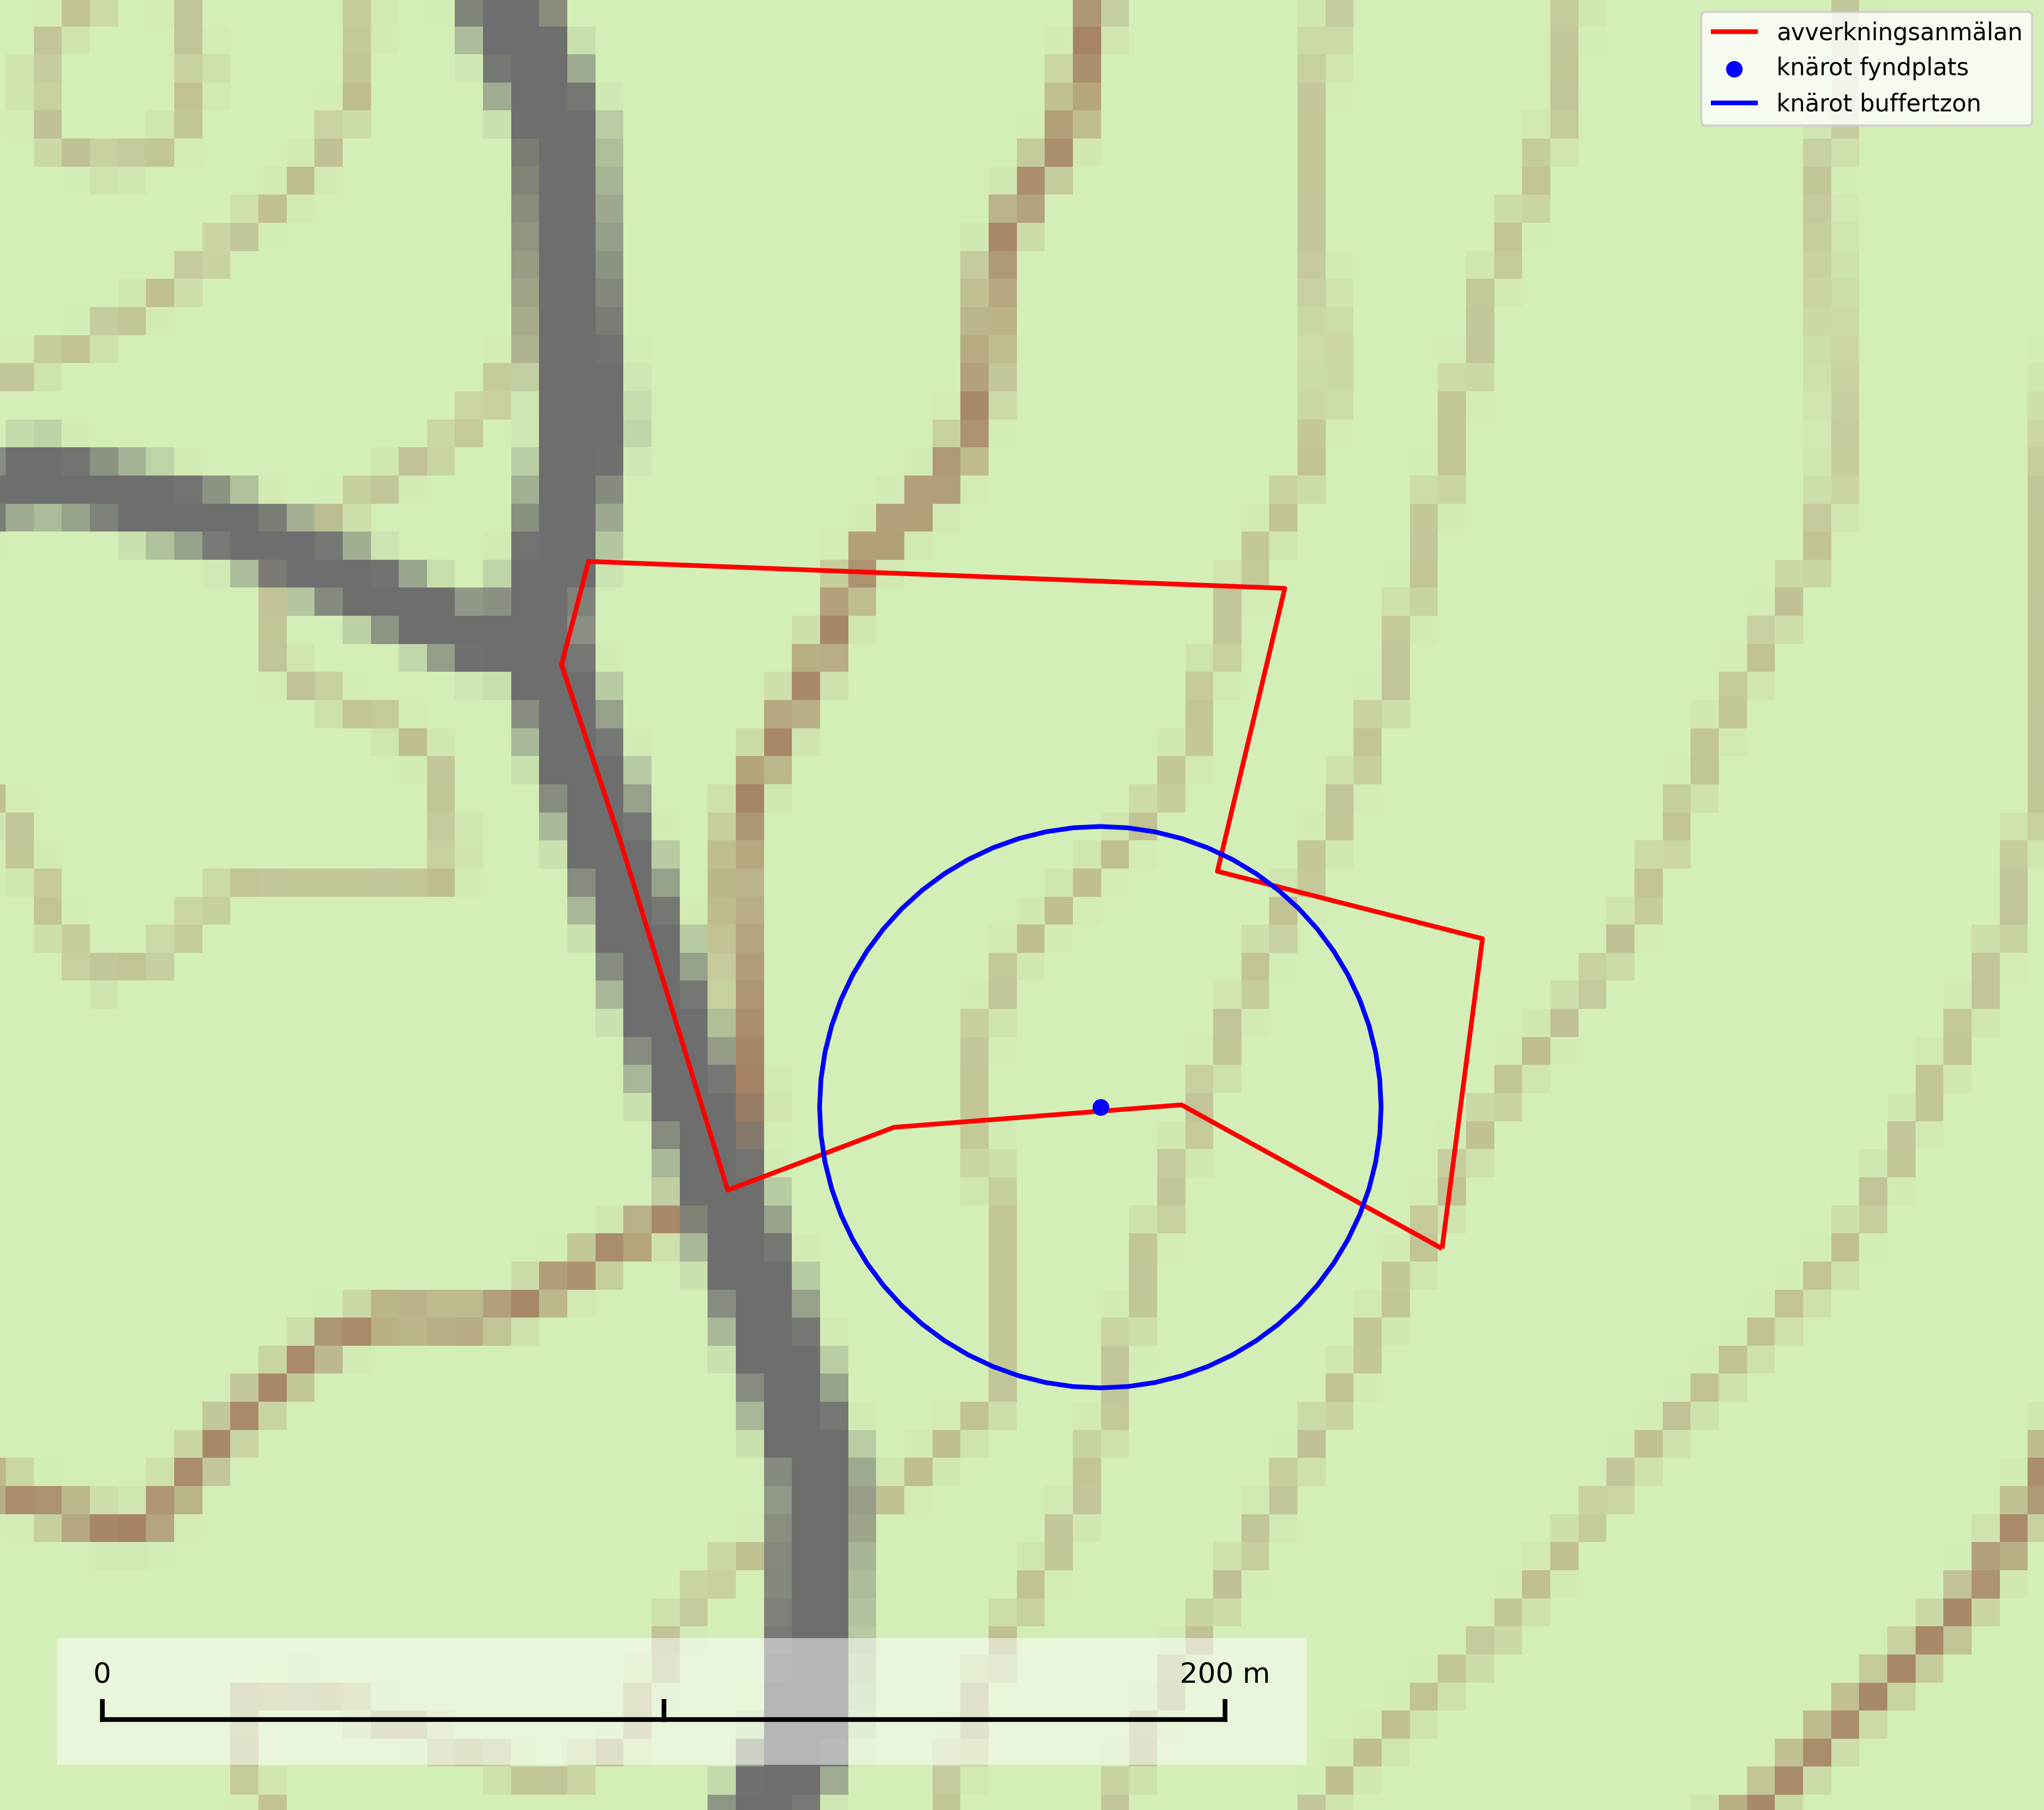 avverkningsanmälan
knärot fyndplats
knärot buffertzon
0 200 m